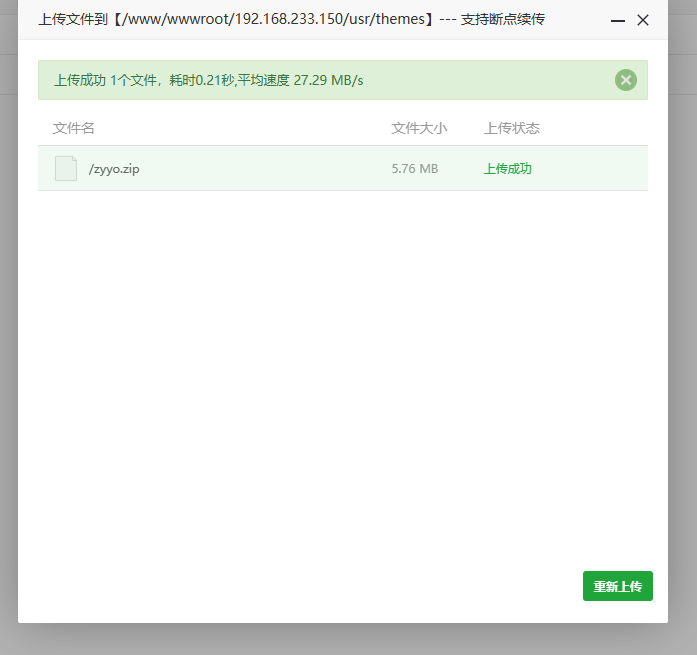 上传文件到【/www/wwwroot/192.168.233.150/usr/themes】--- 支持断点续传
上传成功 1个文件，耗时0.21秒,平均速度 27.29 MB/s
文件名 文件大小 上传状态
/zyyo.zip 5.76 MB 上传成功
重新上传